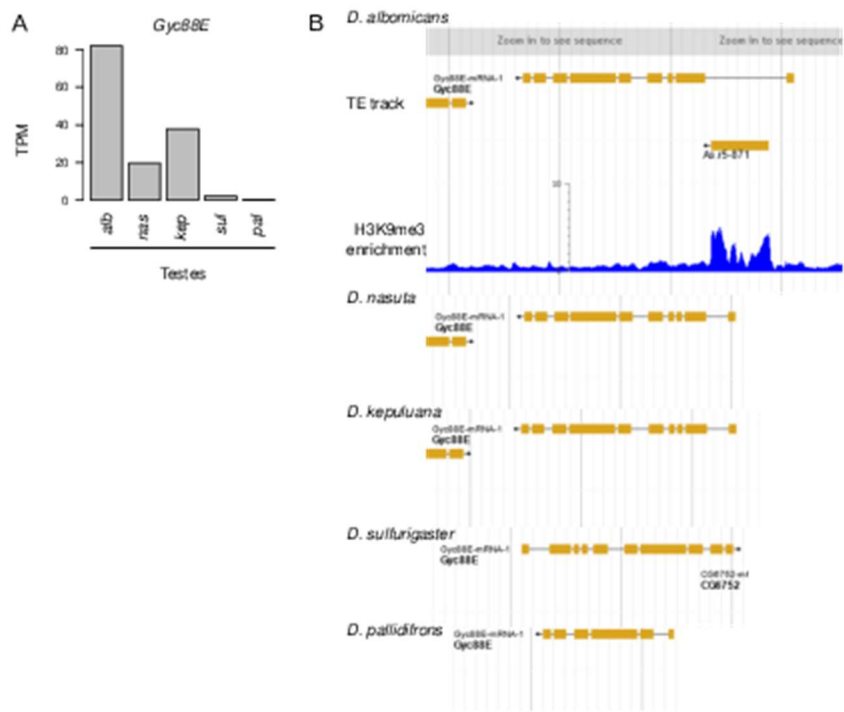 A
Gyc88E
TPM
80
60
40
20
0
alb
nas
kep
sul
pal
Testes
B
D. albomicans
Zoom in to see sequence
Zoom in to see sequence
Gyc88E-mRNA-1
Gyc88E
TE track
10
H3K9me3
enrichment
D. nasuta
Gyc88E-mRNA-1
Gyc88E
D. kepuluana
Gyc88E-mRNA-1
Gyc88E
D. sulfurigaster
Gyc88E-mRNA-1
Gyc88E
CG6752
D. pallidifrons
Gyc88E-mRNA-1
Gyc88E